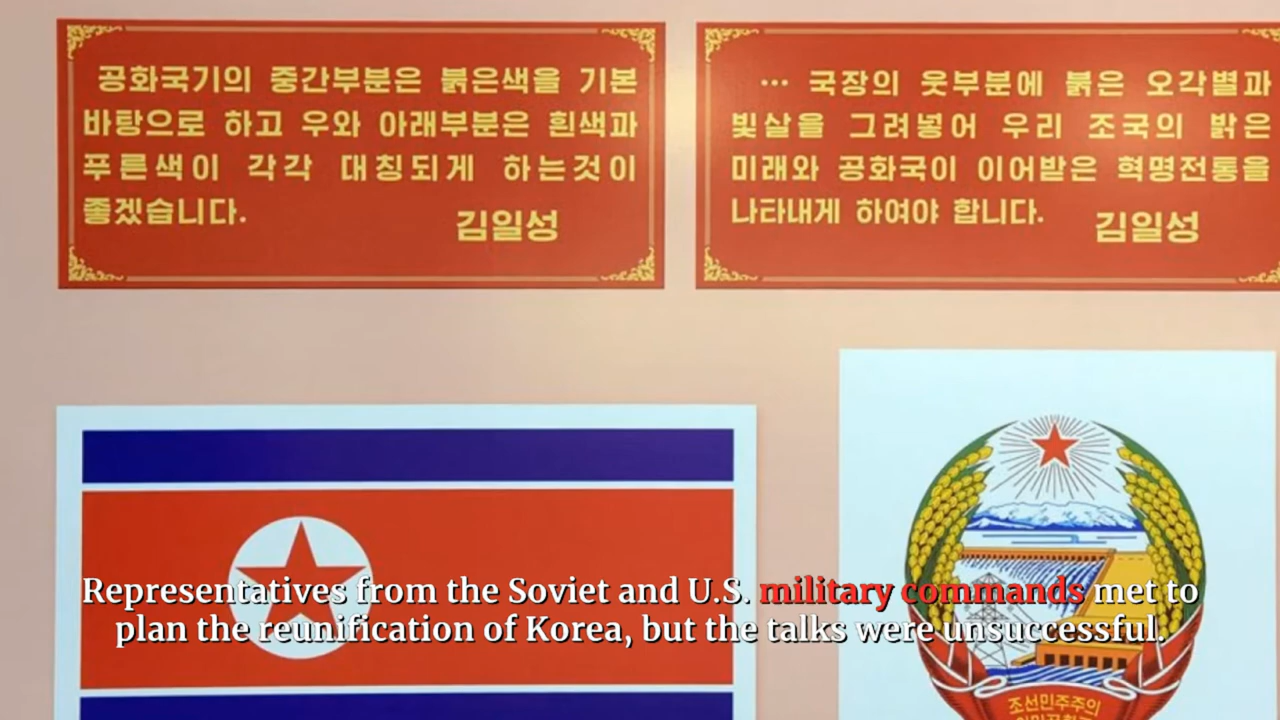 공화국기의 중간부분은 붉은색을 기본
바탕으로 하고 우와 아래부분은 흰색과
푸른색이 각각 대칭되게 하는것이
좋겠습니다.
김일성
… 국장의 웃부분에 붉은 오각별과
빛살을 그려넣어 우리 조국의 밝은
미래와 공화국이 이어받은 혁명전통을
나타내게 하여야 합니다.
김일성
Representatives from the Soviet and U.S. military commands met to
plan the reunification of Korea, but the talks were unsuccessful.
조선민주주의